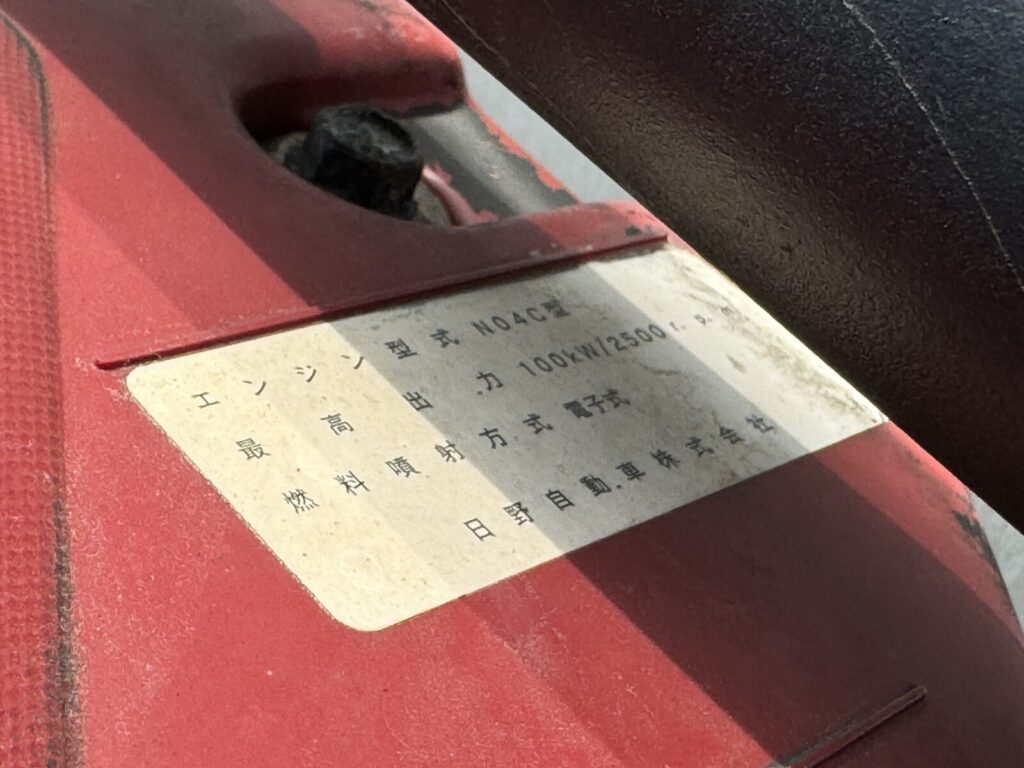 エンジン型式 N04C型
最高出力 100kW/2500r.p.m
燃料噴射方式 電子式
日野自動車株式会社